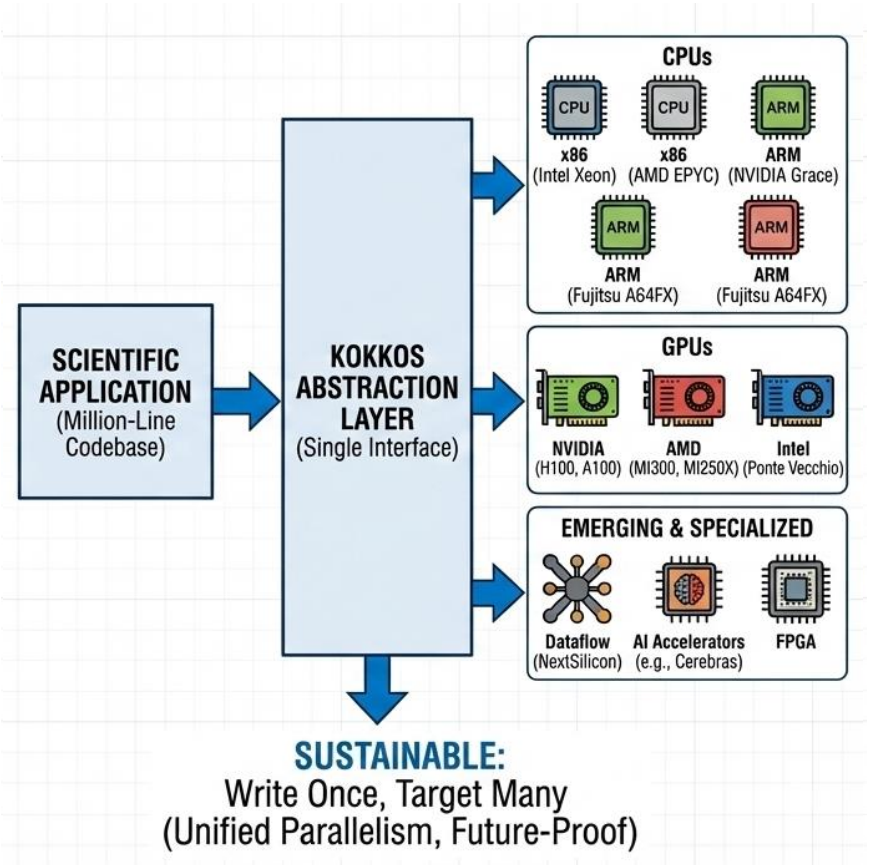 SCIENTIFIC
APPLICATION
(Million-Line
Codebase)
KOKKOS
ABSTRACTION
LAYER
(Single Interface)
CPUs
CPU
CPU
ARM
x86
(Intel Xeon)
x86
(AMD EPYC)
ARM
(NVIDIA Grace)
ARM
ARM
ARM
(Fujitsu A64FX)
ARM
(Fujitsu A64FX)
GPUs
NVIDIA
(H100, A100)
AMD
(MI300, MI250X)
Intel
(Ponte Vecchio)
EMERGING & SPECIALIZED
Dataflow
(NextSilicon)
AI Accelerators
(e.g., Cerebras)
FPGA
SUSTAINABLE:
Write Once, Target Many
(Unified Parallelism, Future-Proof)